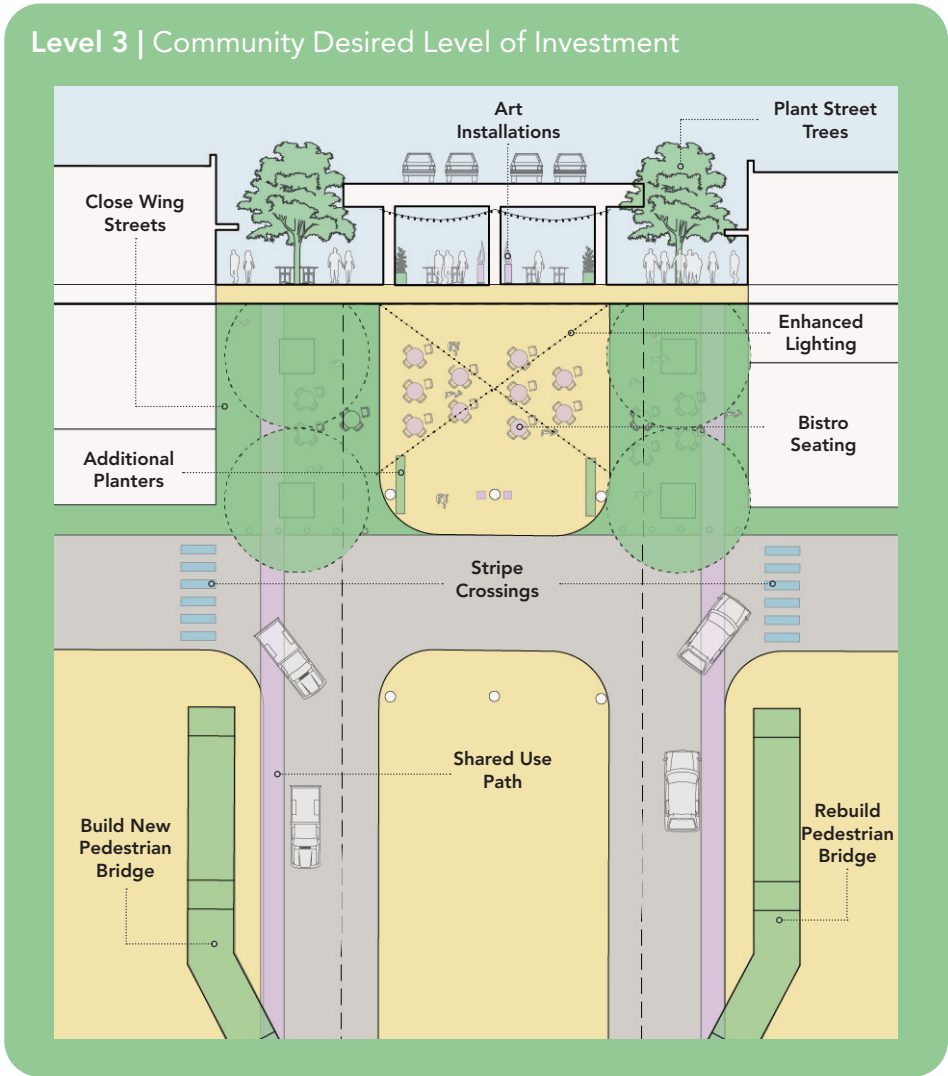 Level 3 | Community Desired Level of Investment
Art
Installations
Plant Street
Trees
Close Wing
Streets
Enhanced
Lighting
Bistro
Seating
Additional
Planters
Stripe
Crossings
Shared Use
Path
Build New
Pedestrian
Bridge
Rebuild
Pedestrian
Bridge